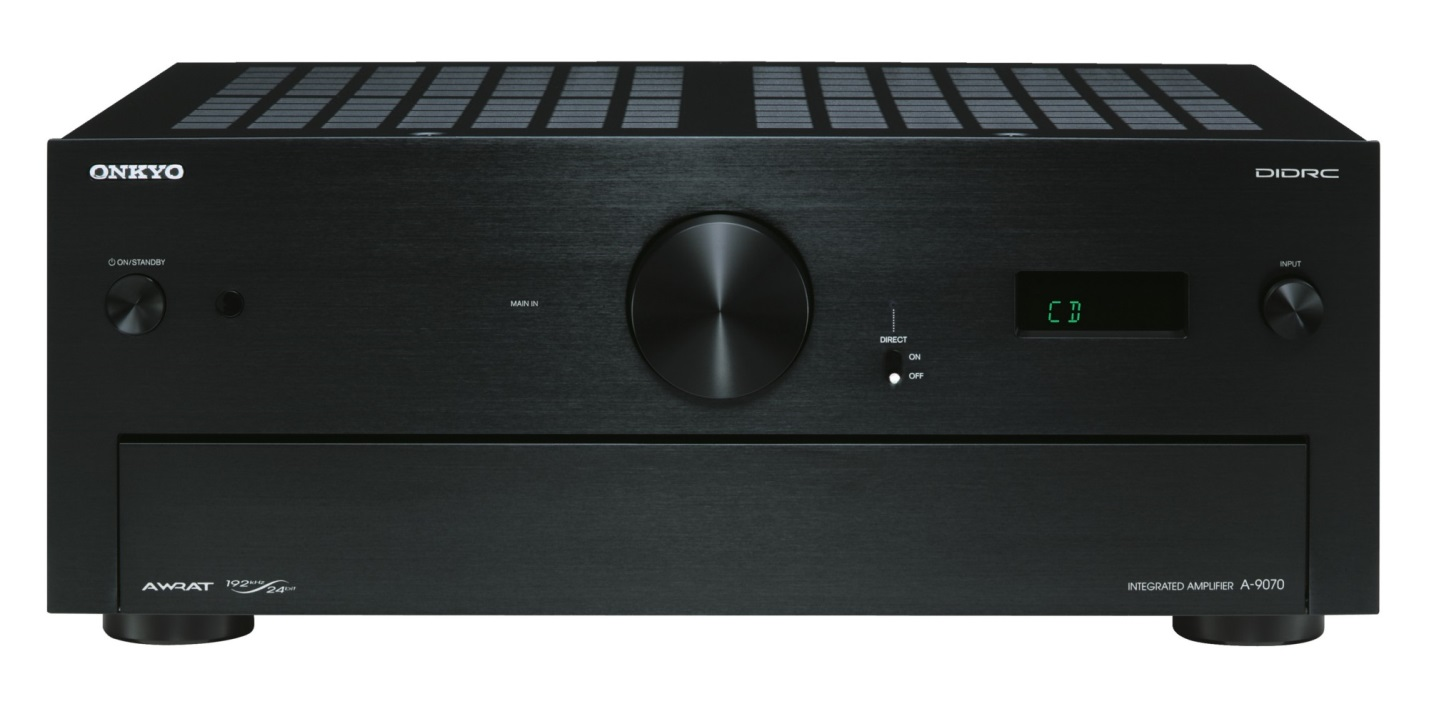 ONKYO
DIDRC
ON/STANDBY
INPUT
MAIN IN
CD
DIRECT
ON
OFF
AWRAT 192kHz 24bit
INTEGRATED AMPLIFIER A-9070